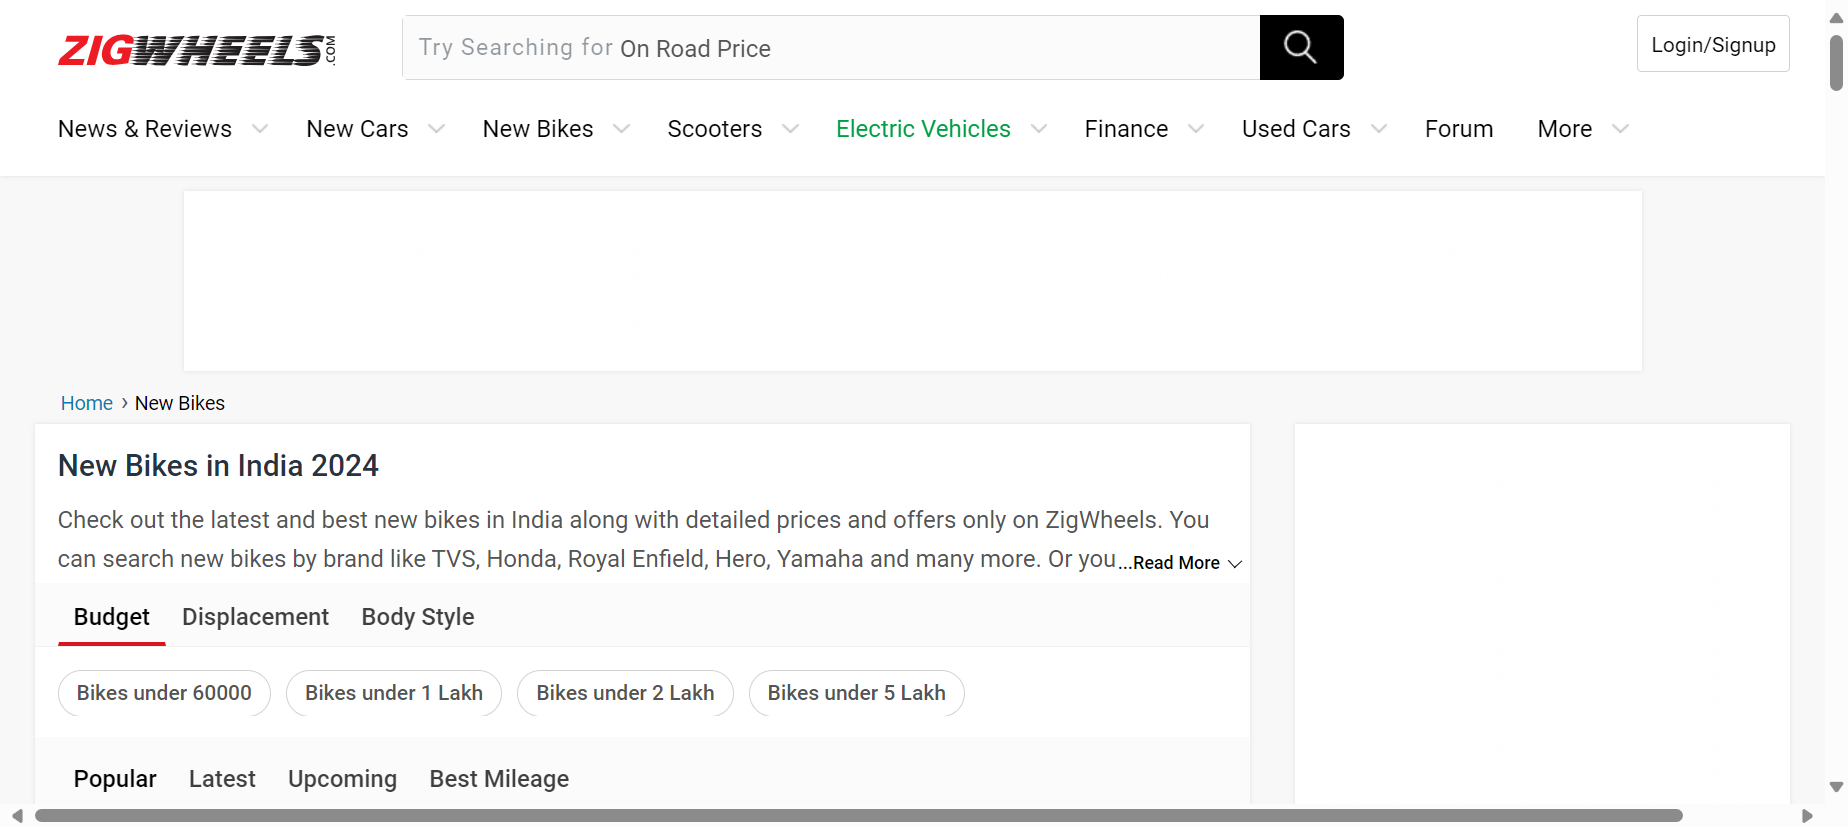 ZIGWHEELS.COM
Try Searching for On Road Price
Login/Signup
News & Reviews New Cars New Bikes Scooters Electric Vehicles Finance Used Cars Forum More
Home › New Bikes
New Bikes in India 2024
Check out the latest and best new bikes in India along with detailed prices and offers only on ZigWheels. You
can search new bikes by brand like TVS, Honda, Royal Enfield, Hero, Yamaha and many more. Or you...Read More
Budget Displacement Body Style
Bikes under 60000 Bikes under 1 Lakh Bikes under 2 Lakh Bikes under 5 Lakh
Popular Latest Upcoming Best Mileage